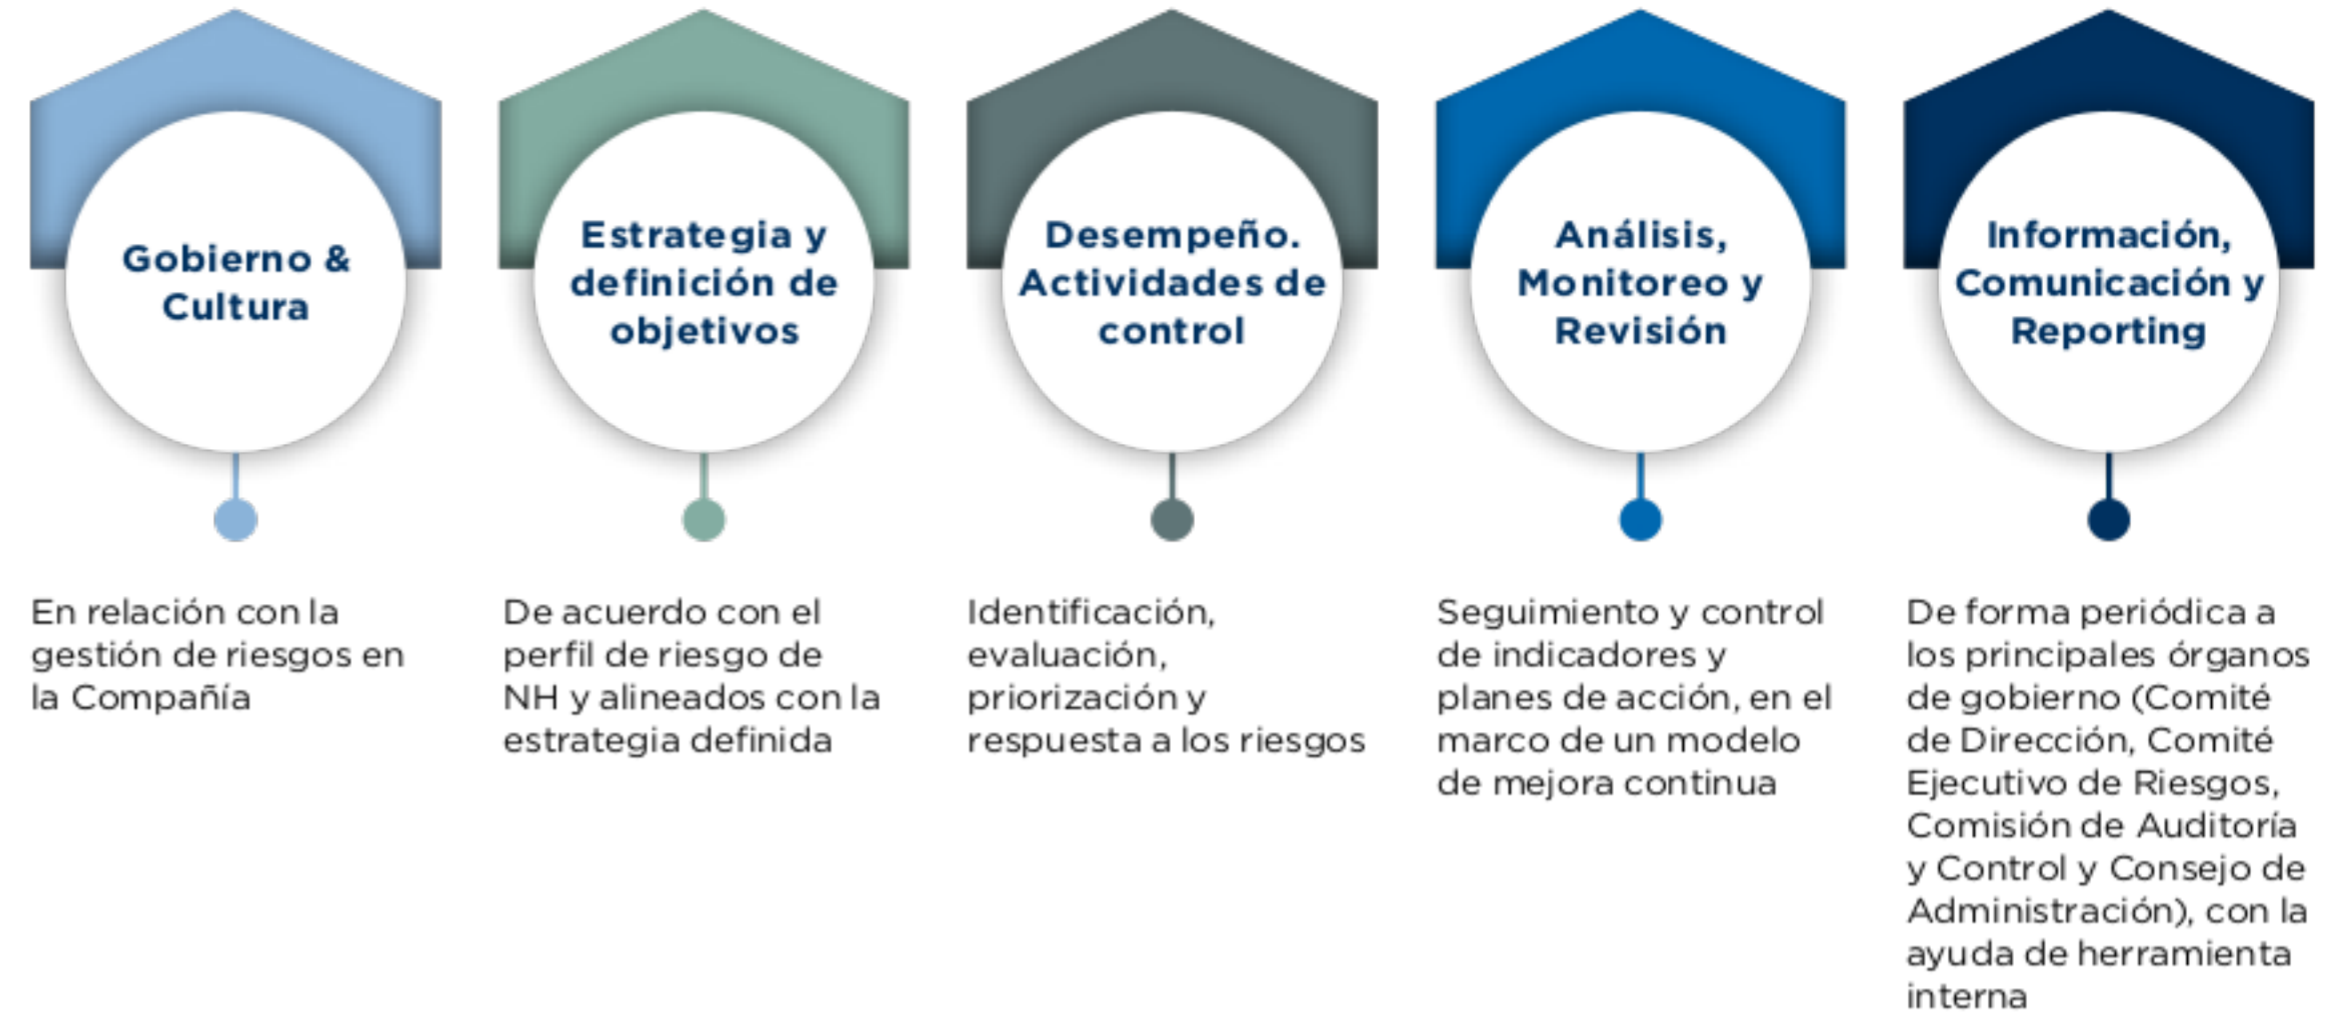 Gobierno &
Cultura
En relación con la
gestión de riesgos en
la Compañía
Estrategia y
definición de
objetivos
De acuerdo con el
perfil de riesgo de
NH y alineados con la
estrategia definida
Desempeño.
Actividades de
control
Identificación,
evaluación,
priorización y
respuesta a los riesgos
Análisis,
Monitoreo y
Revisión
Seguimiento y control
de indicadores y
planes de acción, en el
marco de un modelo
de mejora continua
Información,
Comunicación y
Reporting
De forma periódica a
los principales órganos
de gobierno (Comité
de Dirección, Comité
Ejecutivo de Riesgos,
Comisión de Auditoría
y Control y Consejo de
Administración), con la
ayuda de herramienta
interna